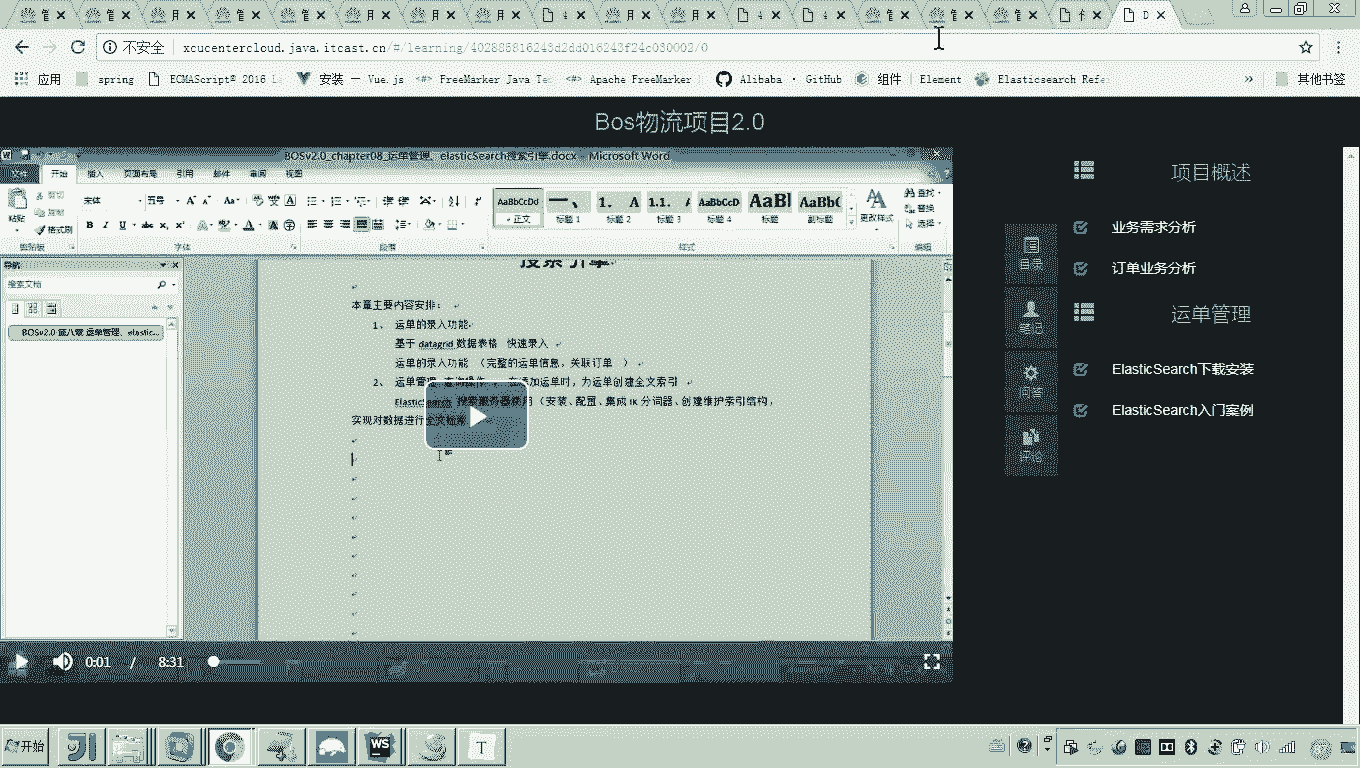 不安全 xcucentercloud.java.itcast.cn/#/learning/402885816243d2dd016243f24c030002/0
应用 spring ECMAScript® 2016 La 安装 — Vue.js FreeMarker Java Te Apache FreeMarker Alibaba · GitHub 组件 Element Elasticsearch Refe » 其他书签
Bos物流项目2.0
BOSv2.0_chapter08_运单管理、elasticSearch搜索引擎.docx - Microsoft Word
文件 开始 插入 页面布局 引用 邮件 审阅 视图
宋体 五号
AaBbCcDd AaBbCcD AaBl AaBb(
粘贴 格式刷 正文 标题 1 标题 2 标题 3 标题 4 标题 副标题 更改样式
查找 替换 选择
剪贴板 字体 段落 样式 编辑
导航
搜索文档
BOSv2.0 第八章 运单管理、elastic...
搜索引擎
本章主要内容安排：
1、 运单的录入功能
基于 datagrid 数据表格 快速录入
运单的录入功能 （完整的运单信息，关联订单 ）
2、 运单管理 查询操作 在添加运单时，为运单创建全文索引
搜索服务器使用 （安装、配置、集成 IK 分词器、创建维护索引结构，
实现对数据进行全文检索
0:01 / 8:31
目录
笔记
问答
评论
项目概述
业务需求分析
订单业务分析
运单管理
ElasticSearch下载安装
ElasticSearch入门案例
开始 WS T